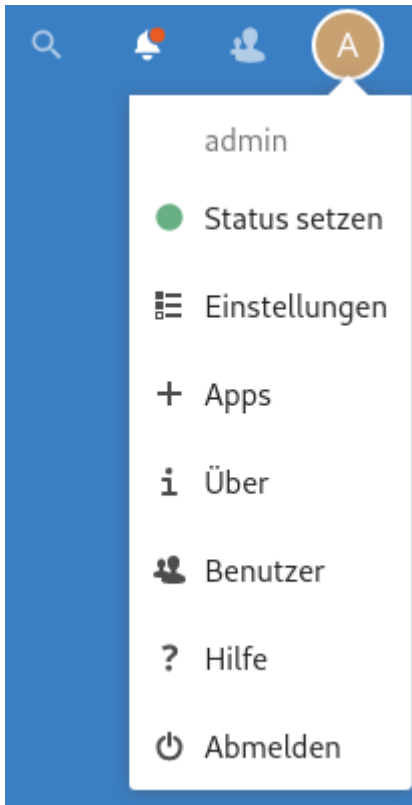 A
admin
Status setzen
Einstellungen
Apps
Über
Benutzer
Hilfe
Abmelden